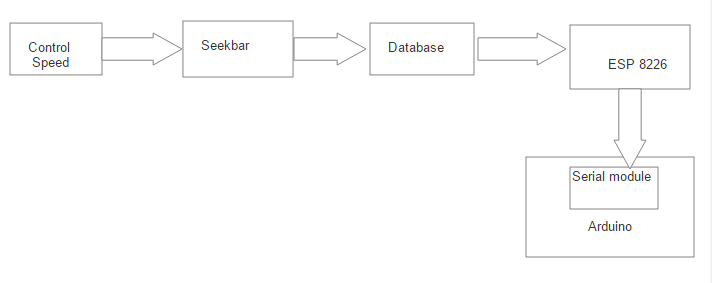 Control
Speed
Seekbar
Database
ESP 8226
Serial module
Arduino